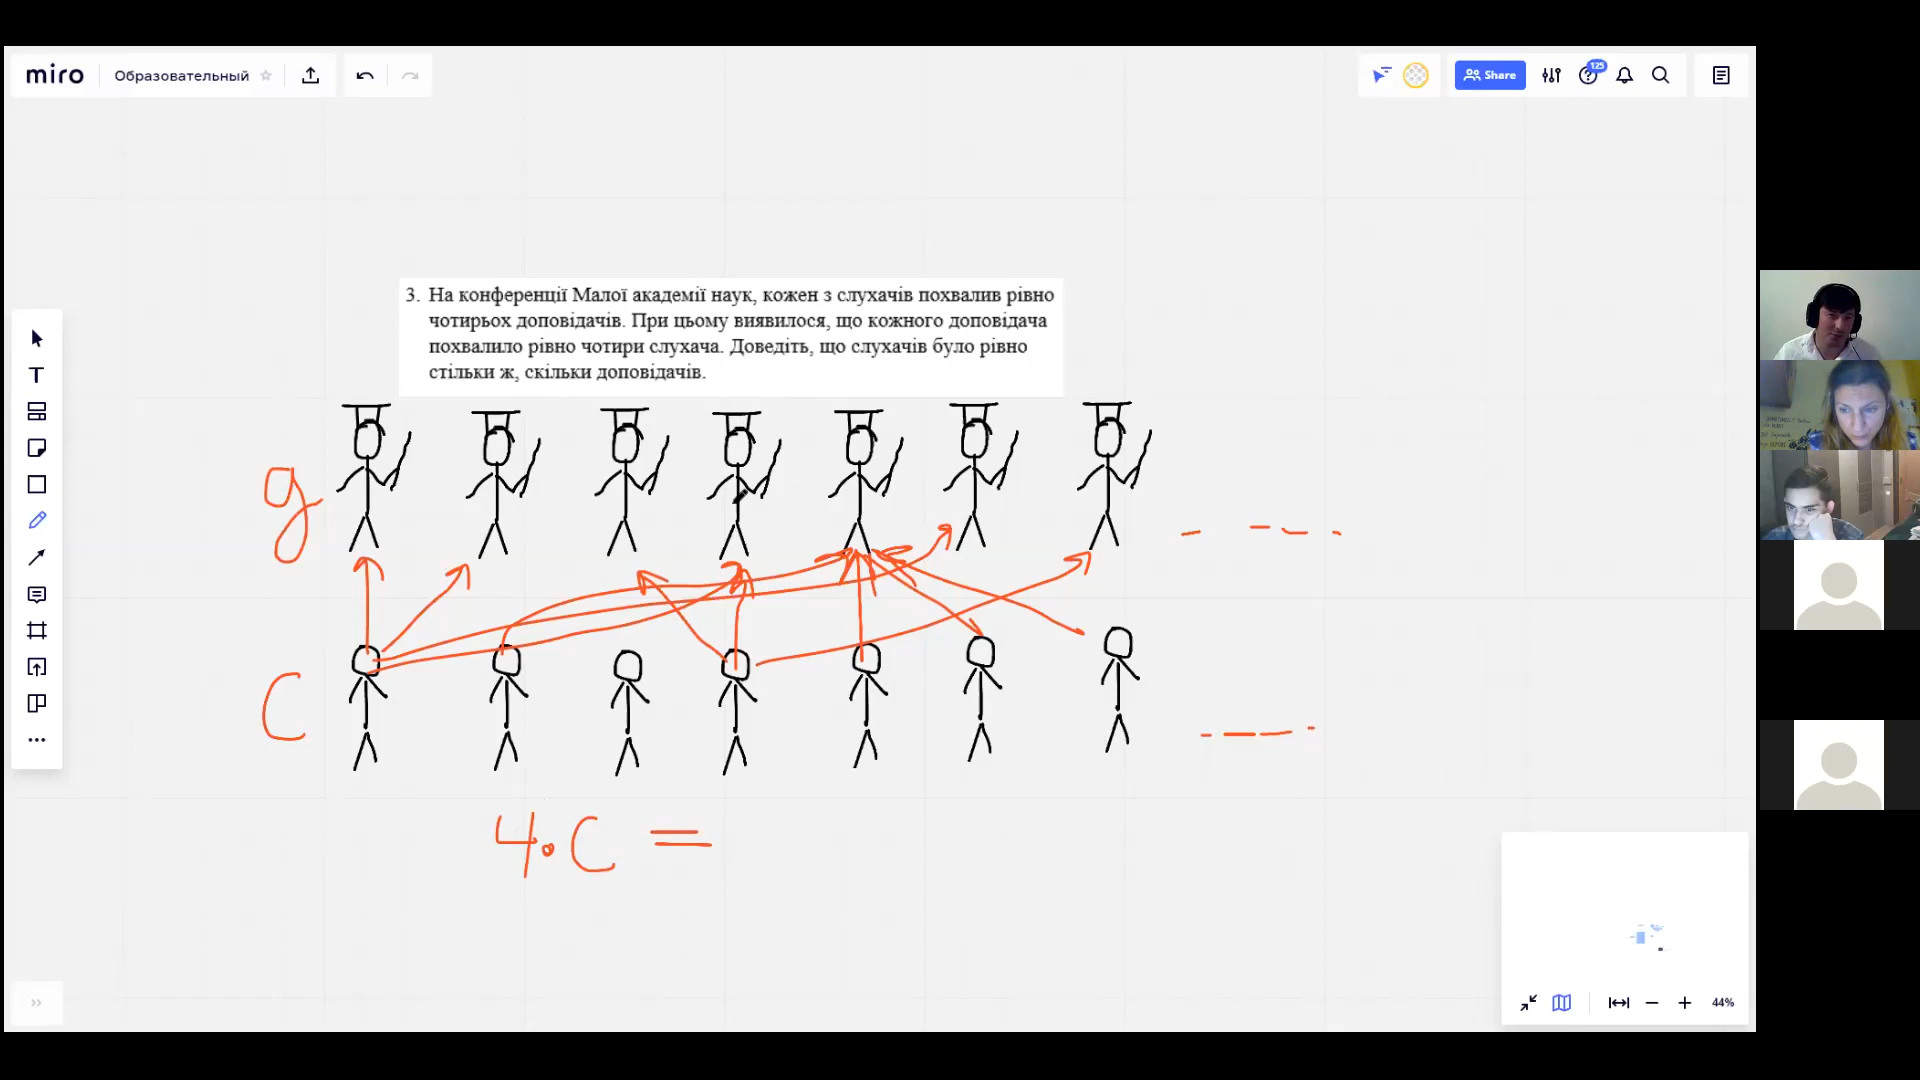 miro Образовательный Share 125
3. На конференції Малої академії наук, кожен з слухачів похвалив рівно
чотирьох доповідачів. При цьому виявилося, що кожного доповідача
похвалило рівно чотири слухача. Доведіть, що слухачів було рівно
стільки ж, скільки доповідачів.
g
C
4·C =
44%